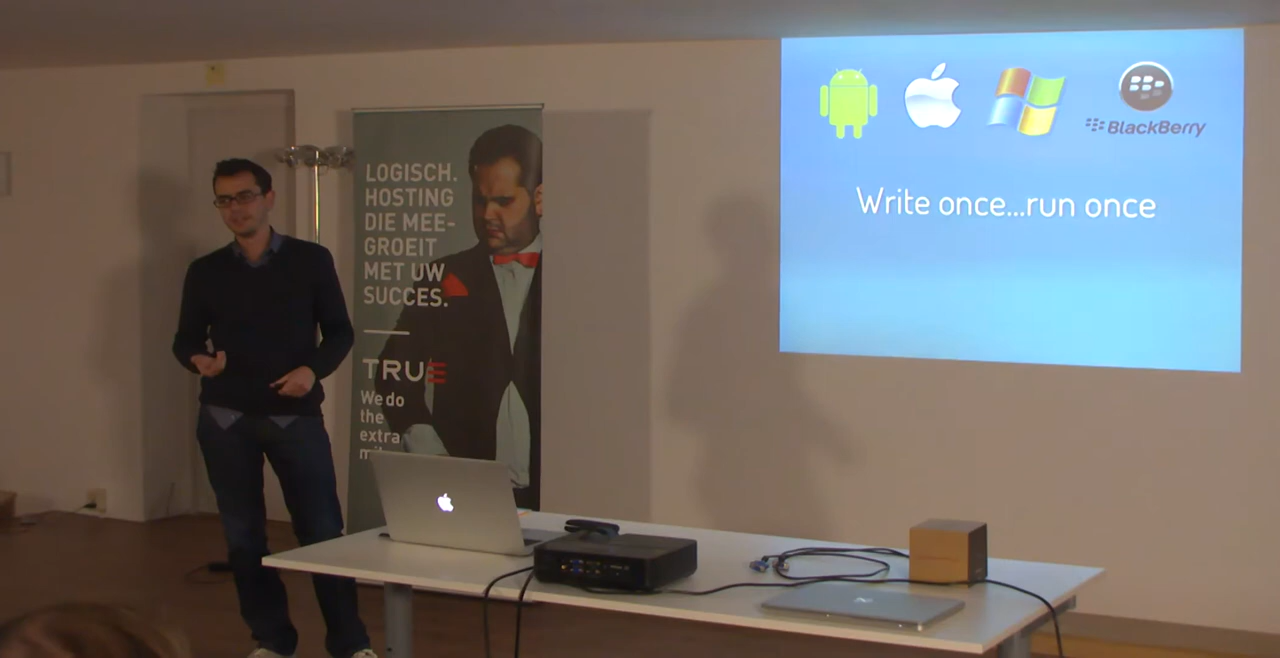 LOGISCH.
HOSTING
DIE MEE-
GROEIT
MET UW
SUCCES.
TRUE
We do
the
extra
BlackBerry
Write once...run once